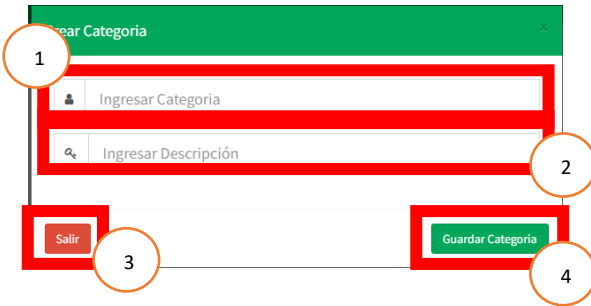 rear Categoria ×
1
Ingresar Categoria
Ingresar Descripción
2
Salir
Guardar Categoria
3
4